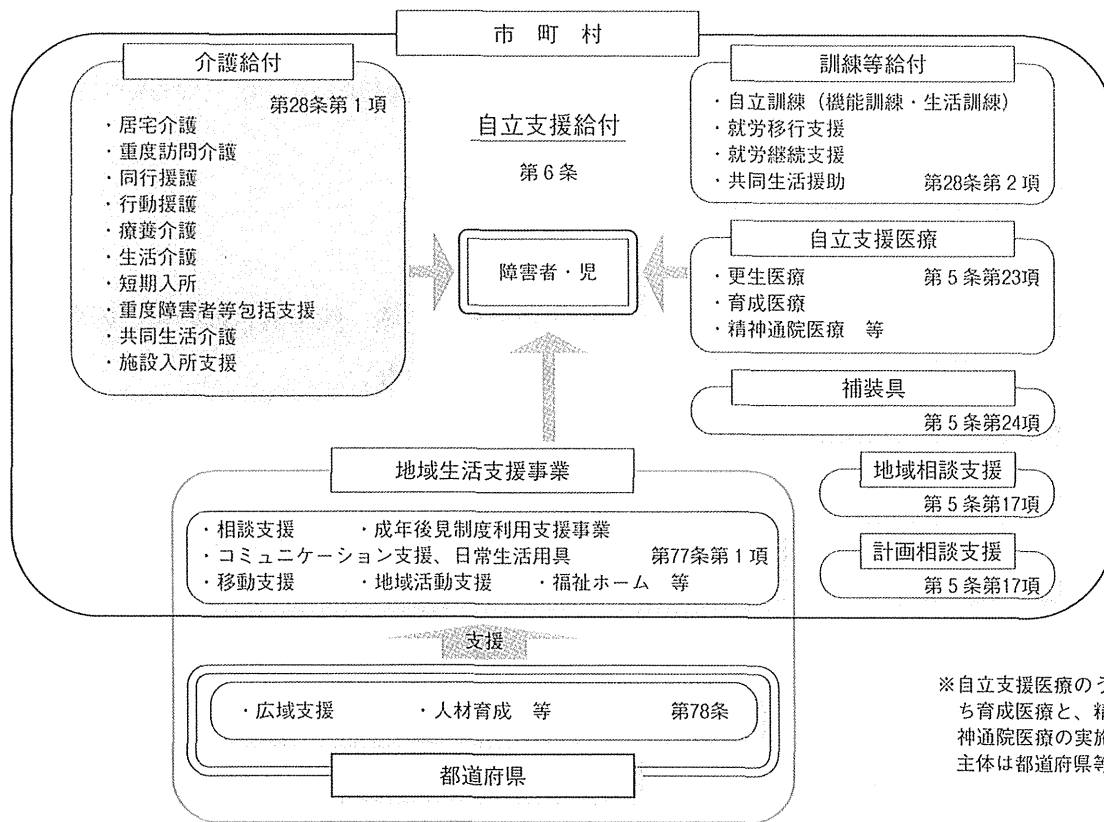 市町村
介護給付
第28条第1項
・居宅介護
・重度訪問介護
・同行援護
・行動援護
・療養介護
・生活介護
・短期入所
・重度障害者等包括支援
・共同生活介護
・施設入所支援
自立支援給付
第6条
障害者・児
訓練等給付
・自立訓練（機能訓練・生活訓練）
・就労移行支援
・就労継続支援
・共同生活援助 第28条第2項
自立支援医療
・更生医療 第5条第23項
・育成医療
・精神通院医療 等
補装具
第5条第24項
地域相談支援
第5条第17項
計画相談支援
第5条第17項
地域生活支援事業
・相談支援 ・成年後見制度利用支援事業
・コミュニケーション支援、日常生活用具 第77条第1項
・移動支援 ・地域活動支援 ・福祉ホーム 等
支援
・広域支援 ・人材育成 等 第78条
都道府県
※自立支援医療のう
ち育成医療と、精
神通院医療の実施
主体は都道府県等